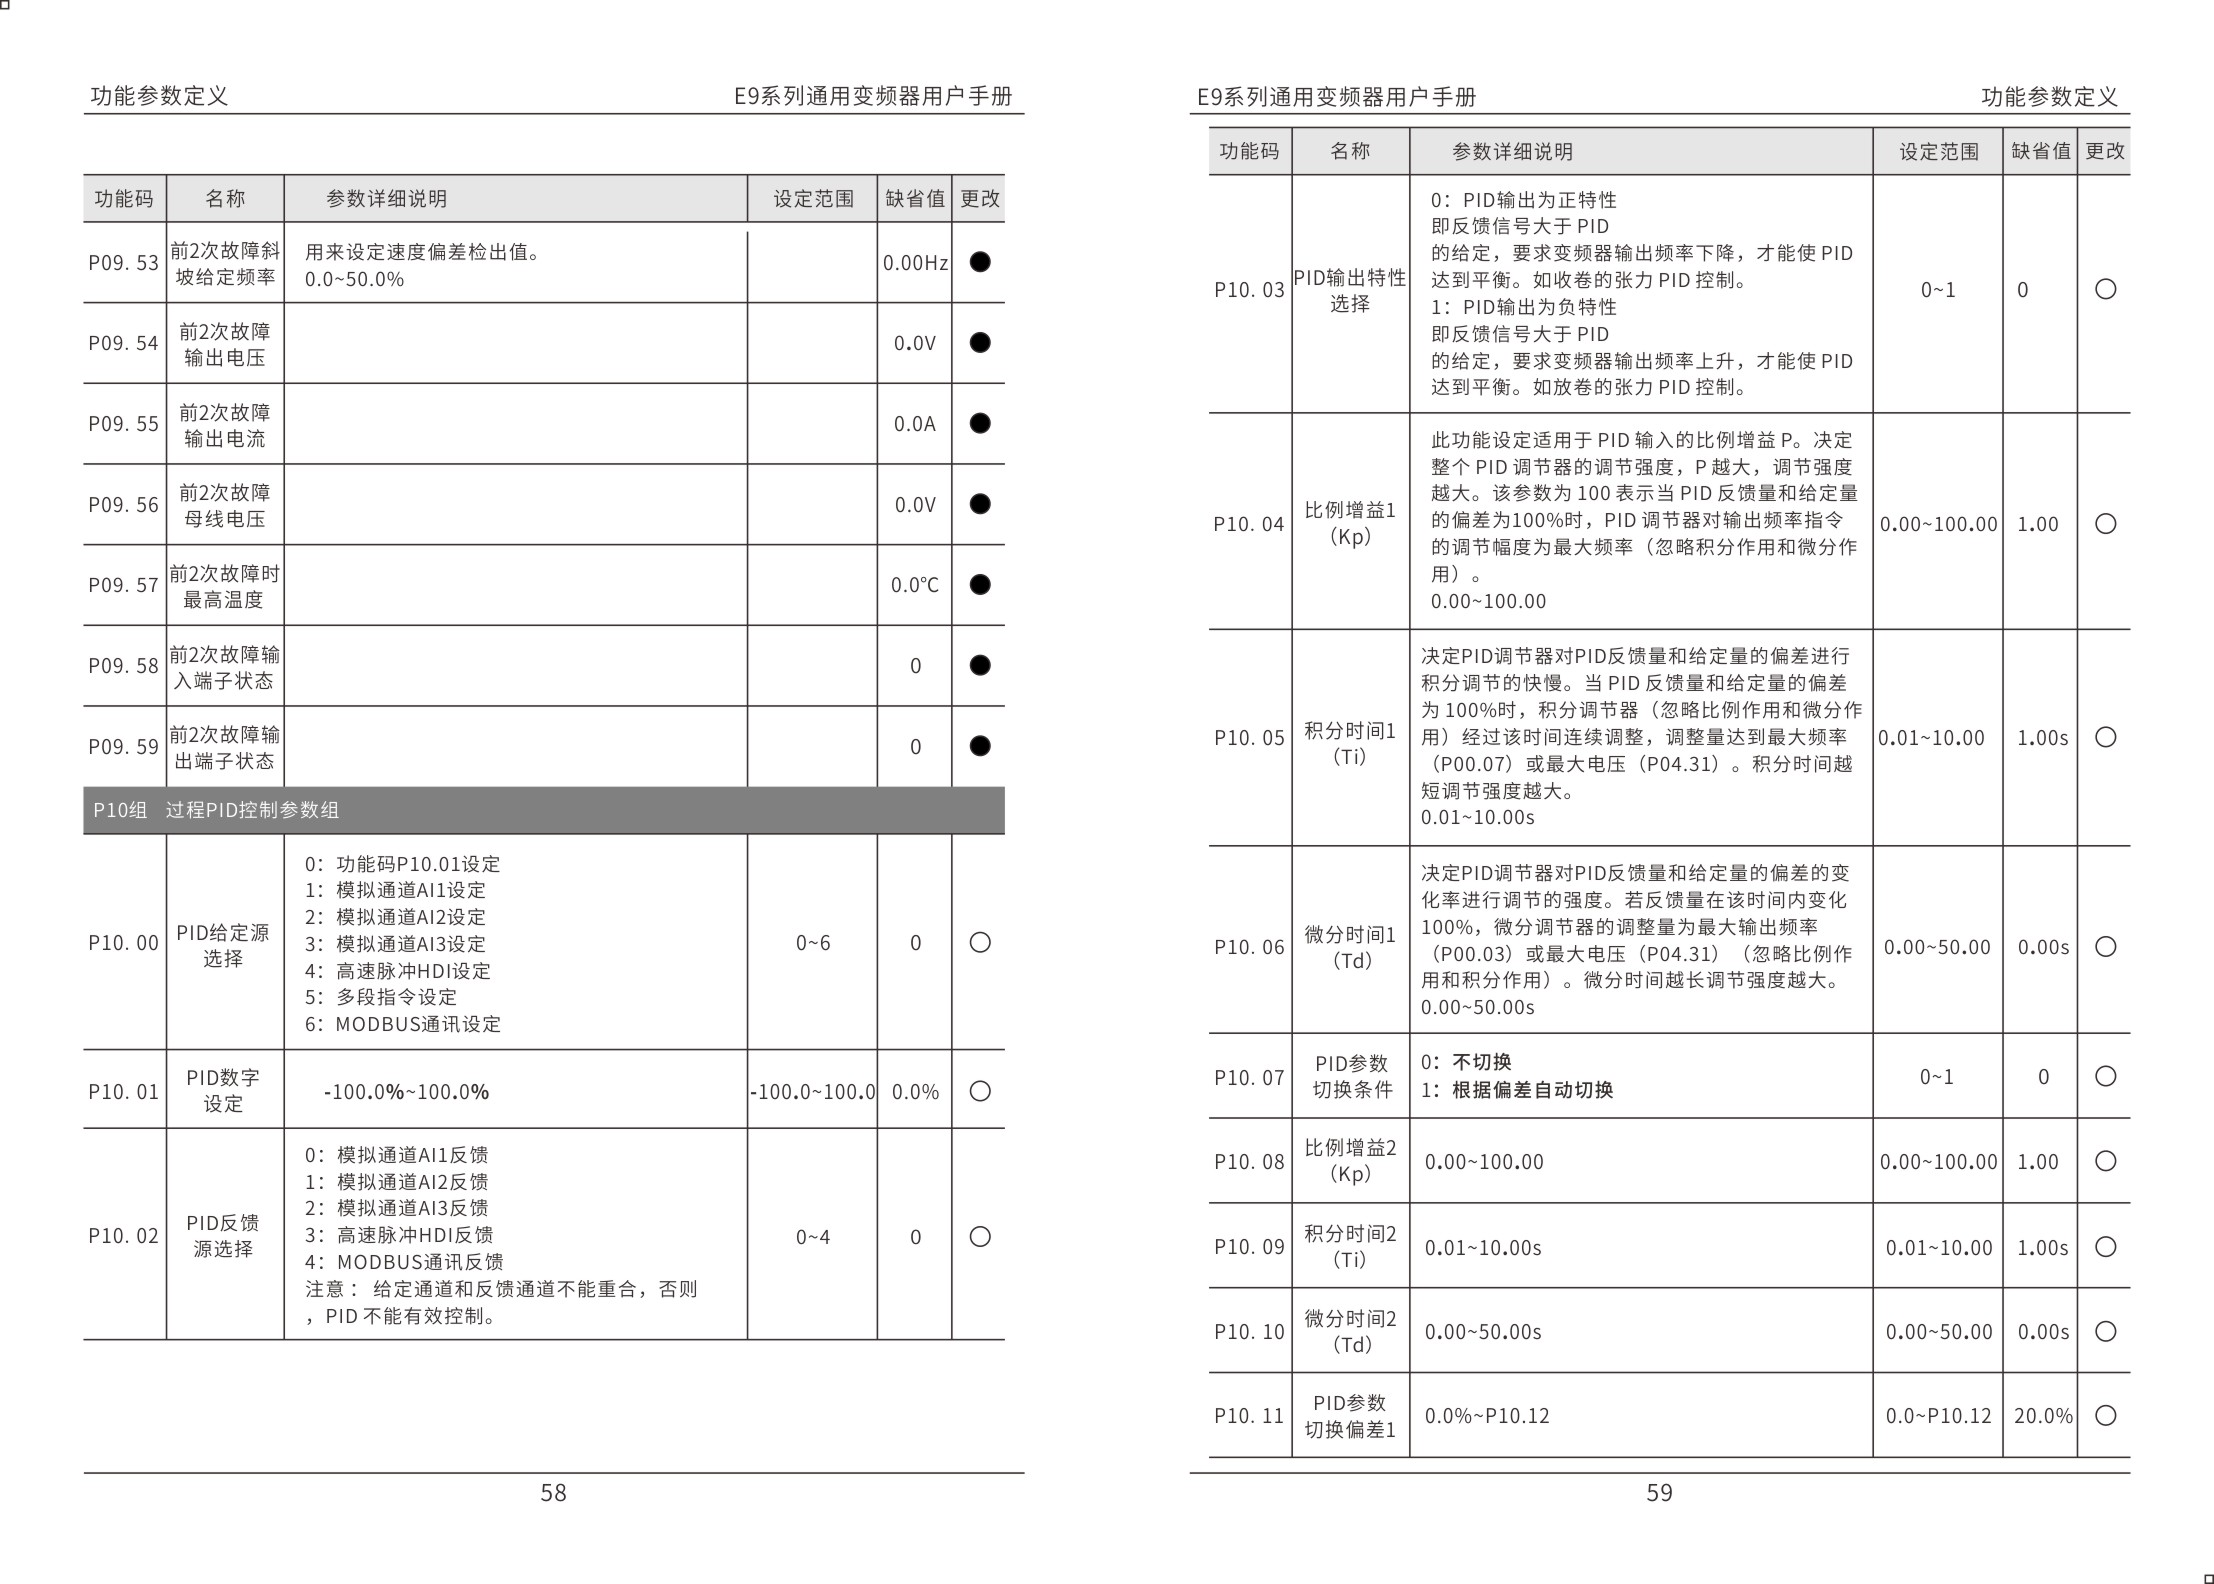 功能参数定义
E9系列通用变频器用户手册
功能码 名称 参数详细说明 设定范围 缺省值 更改
P09. 53
前2次故障斜
坡给定频率
用来设定速度偏差检出值。
0.0~50.0%
0.00Hz
●
P09. 54
前2次故障
输出电压
0.0V
●
P09. 55
前2次故障
输出电流
0.0A
●
P09. 56
前2次故障
母线电压
0.0V
●
P09. 57
前2次故障时
最高温度
0.0℃
●
P09. 58
前2次故障输
入端子状态
0
●
P09. 59
前2次故障输
出端子状态
0
●
P10组 过程PID控制参数组
P10. 00
PID给定源
选择
0：功能码P10.01设定
1：模拟通道AI1设定
2：模拟通道AI2设定
3：模拟通道AI3设定
4：高速脉冲HDI设定
5：多段指令设定
6：MODBUS通讯设定
0~6
0
○
P10. 01
PID数字
设定
-100.0%~100.0%
-100.0~100.0
0.0%
○
P10. 02
PID反馈
源选择
0：模拟通道AI1反馈
1：模拟通道AI2反馈
2：模拟通道AI3反馈
3：高速脉冲HDI反馈
4：MODBUS通讯反馈
注意 ： 给定通道和反馈通道不能重合，否则
，PID 不能有效控制。
0~4
0
○
58
E9系列通用变频器用户手册
功能参数定义
功能码 名称 参数详细说明 设定范围 缺省值 更改
P10. 03
PID输出特性
选择
0：PID输出为正特性
即反馈信号大于 PID
的给定，要求变频器输出频率下降，才能使 PID
达到平衡。如收卷的张力 PID 控制。
1：PID输出为负特性
即反馈信号大于 PID
的给定，要求变频器输出频率上升，才能使 PID
达到平衡。如放卷的张力 PID 控制。
0~1
0
○
P10. 04
比例增益1
（Kp）
此功能设定适用于 PID 输入的比例增益 P。决定
整个 PID 调节器的调节强度，P 越大，调节强度
越大。该参数为 100 表示当 PID 反馈量和给定量
的偏差为100%时，PID 调节器对输出频率指令
的调节幅度为最大频率（忽略积分作用和微分作
用）。
0.00~100.00
0.00~100.00
1.00
○
P10. 05
积分时间1
（Ti）
决定PID调节器对PID反馈量和给定量的偏差进行
积分调节的快慢。当 PID 反馈量和给定量的偏差
为 100%时，积分调节器（忽略比例作用和微分作
用）经过该时间连续调整，调整量达到最大频率
（P00.07）或最大电压（P04.31）。积分时间越
短调节强度越大。
0.01~10.00s
0.01~10.00
1.00s
○
P10. 06
微分时间1
（Td）
决定PID调节器对PID反馈量和给定量的偏差的变
化率进行调节的强度。若反馈量在该时间内变化
100%，微分调节器的调整量为最大输出频率
（P00.03）或最大电压（P04.31）（忽略比例作
用和积分作用）。微分时间越长调节强度越大。
0.00~50.00s
0.00~50.00
0.00s
○
P10. 07
PID参数
切换条件
0：不切换
1：根据偏差自动切换
0~1
0
○
P10. 08
比例增益2
（Kp）
0.00~100.00
0.00~100.00
1.00
○
P10. 09
积分时间2
（Ti）
0.01~10.00s
0.01~10.00
1.00s
○
P10. 10
微分时间2
（Td）
0.00~50.00s
0.00~50.00
0.00s
○
P10. 11
PID参数
切换偏差1
0.0%~P10.12
0.0~P10.12
20.0%
○
59